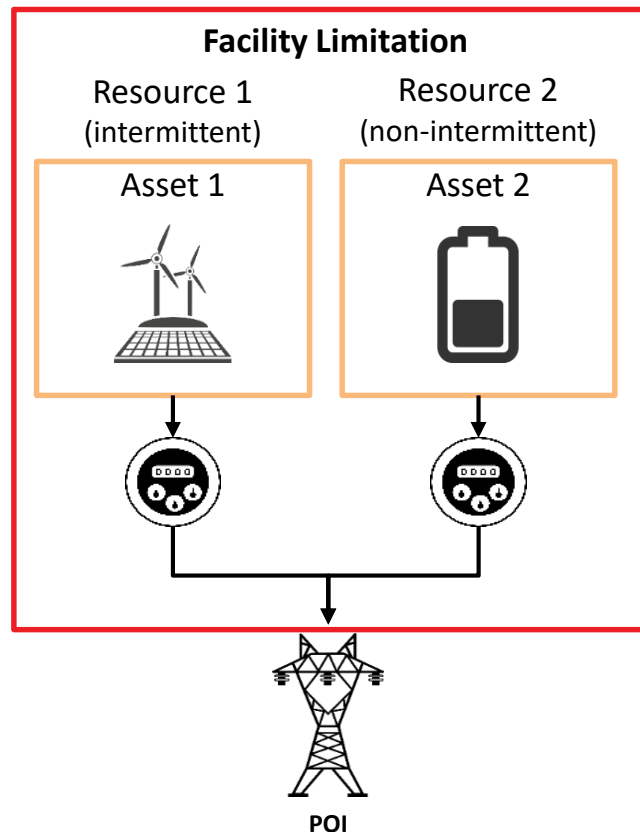 Facility Limitation
Resource 1
(intermittent)
Resource 2
(non-intermittent)
Asset 1
Asset 2
POI